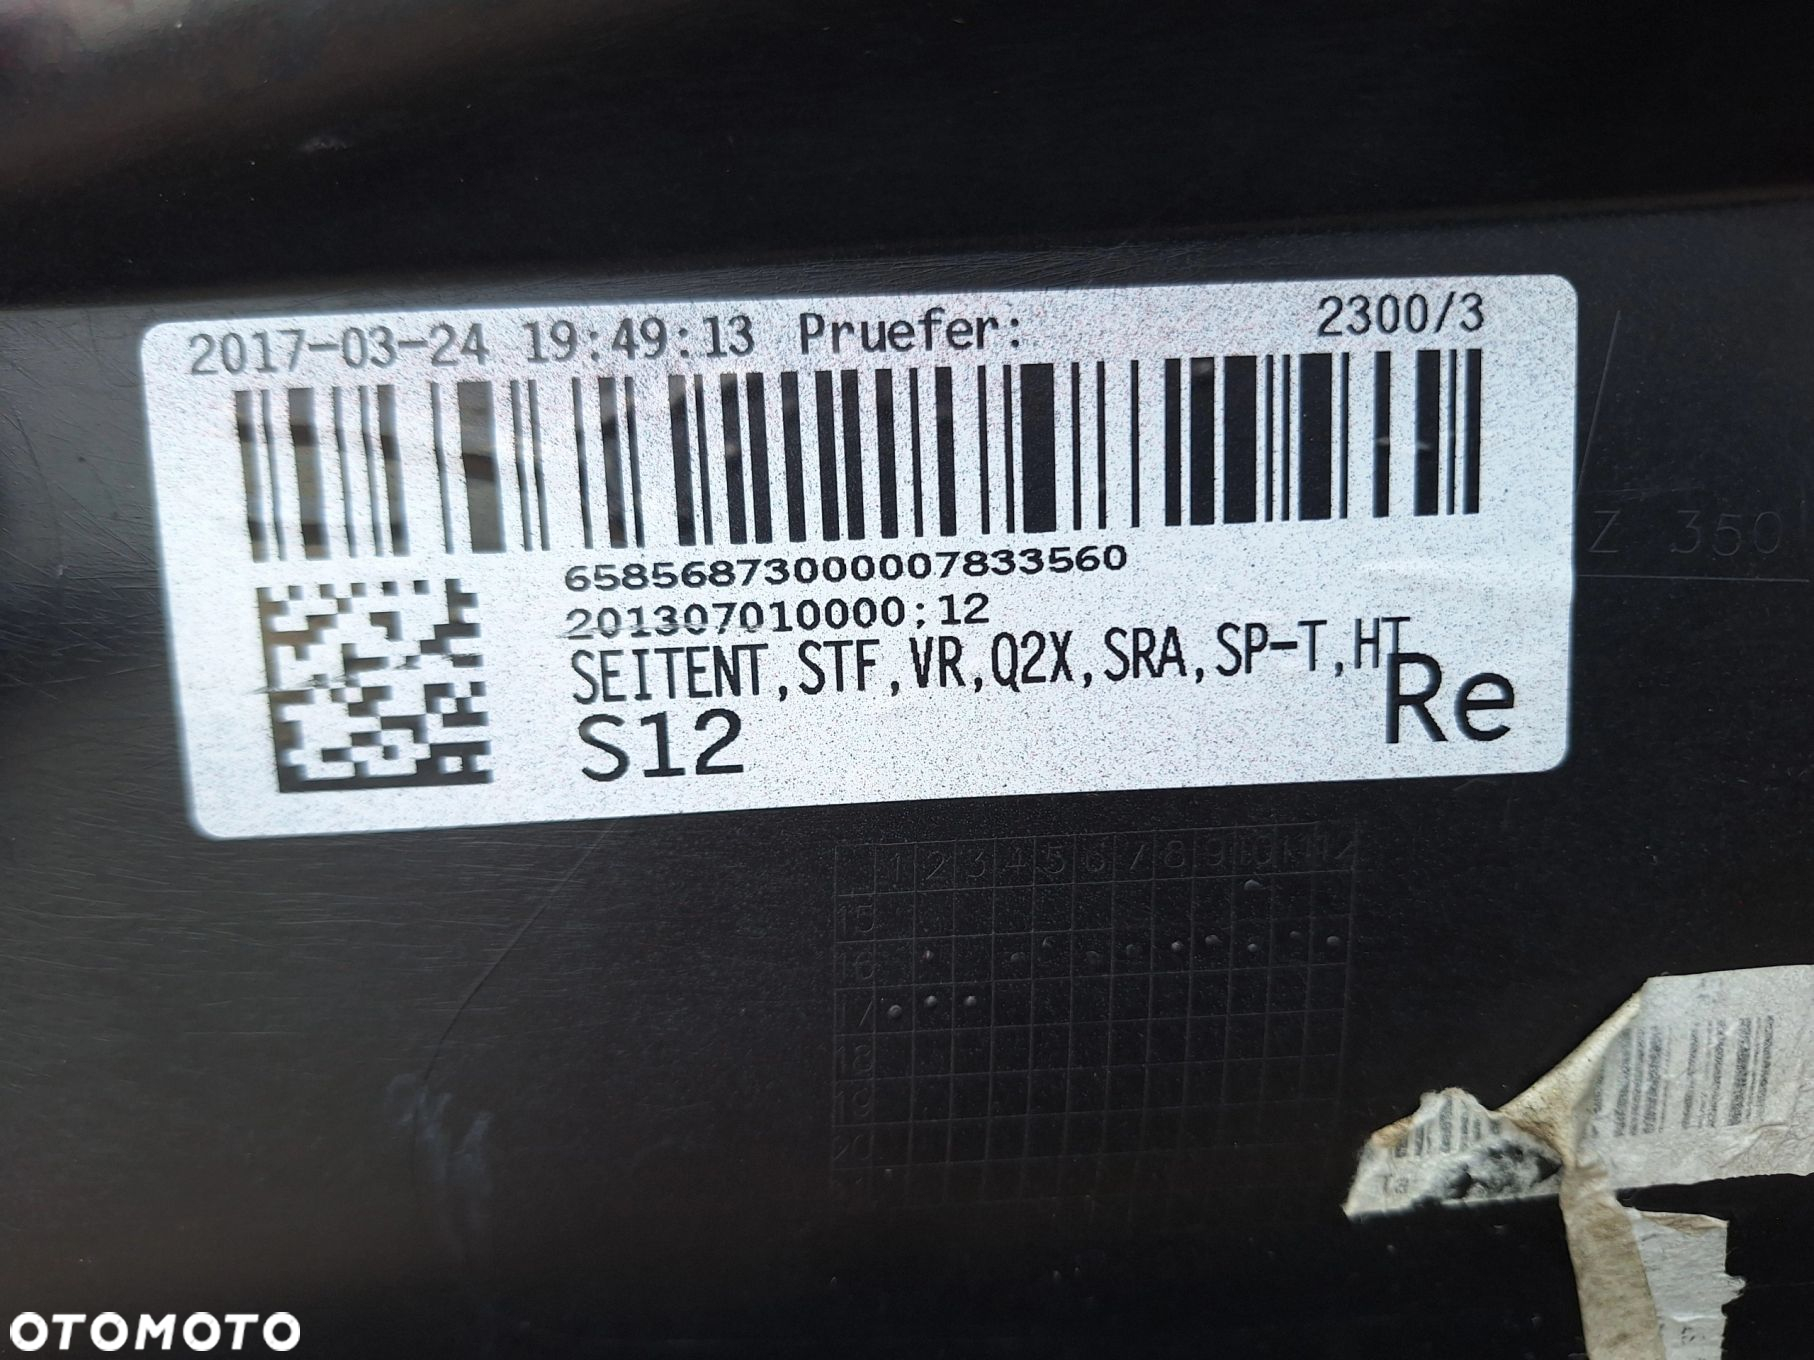 2017-03-24 19:49:13 Pruefer: 2300/3
658568730000007833560
201307010000;12
SEITENT,STF,VR,Q2X,SRA,SP-T,HT
S12 Re
Z 350
1 2 3 4 5 6 7 8 9 10 11 12
15
16
17
18
19
20
OTOMOTO